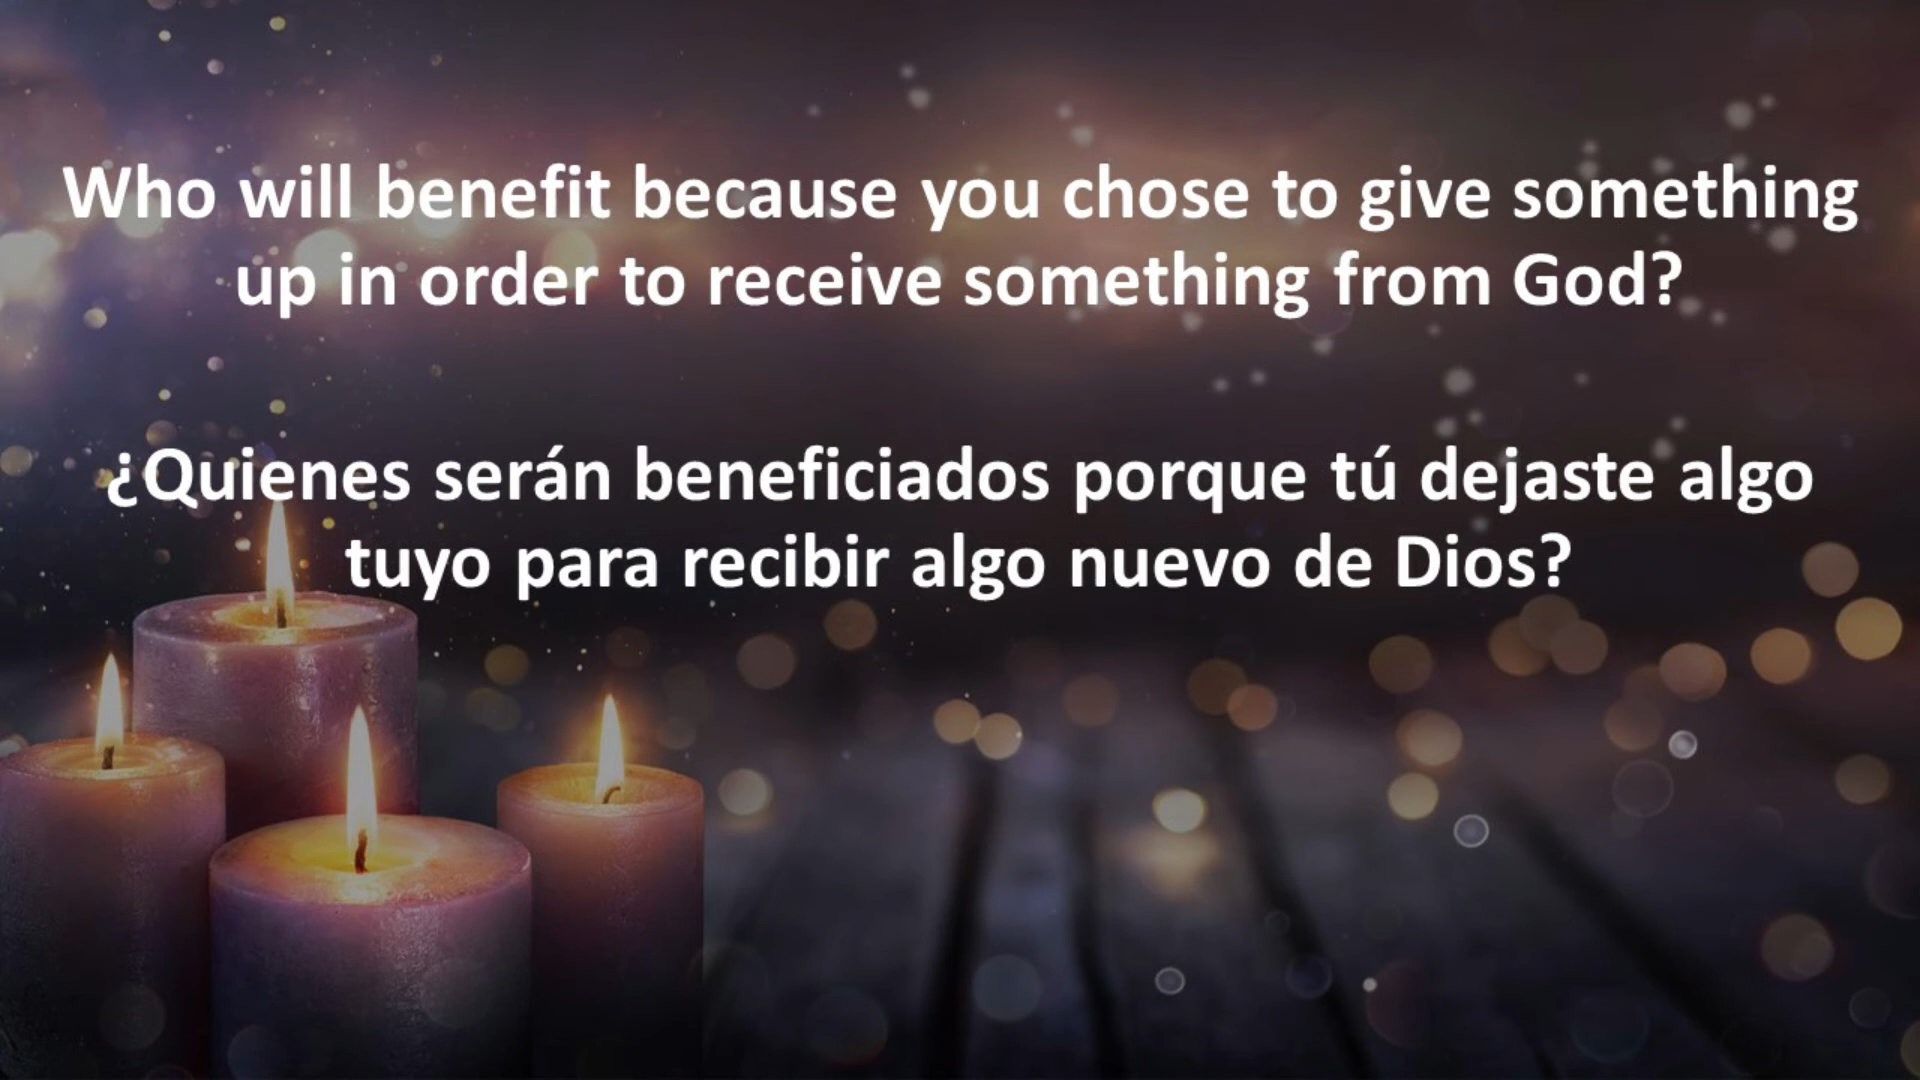 Who will benefit because you chose to give something
up in order to receive something from God?
¿Quienes serán beneficiados porque tú dejaste algo
tuyo para recibir algo nuevo de Dios?